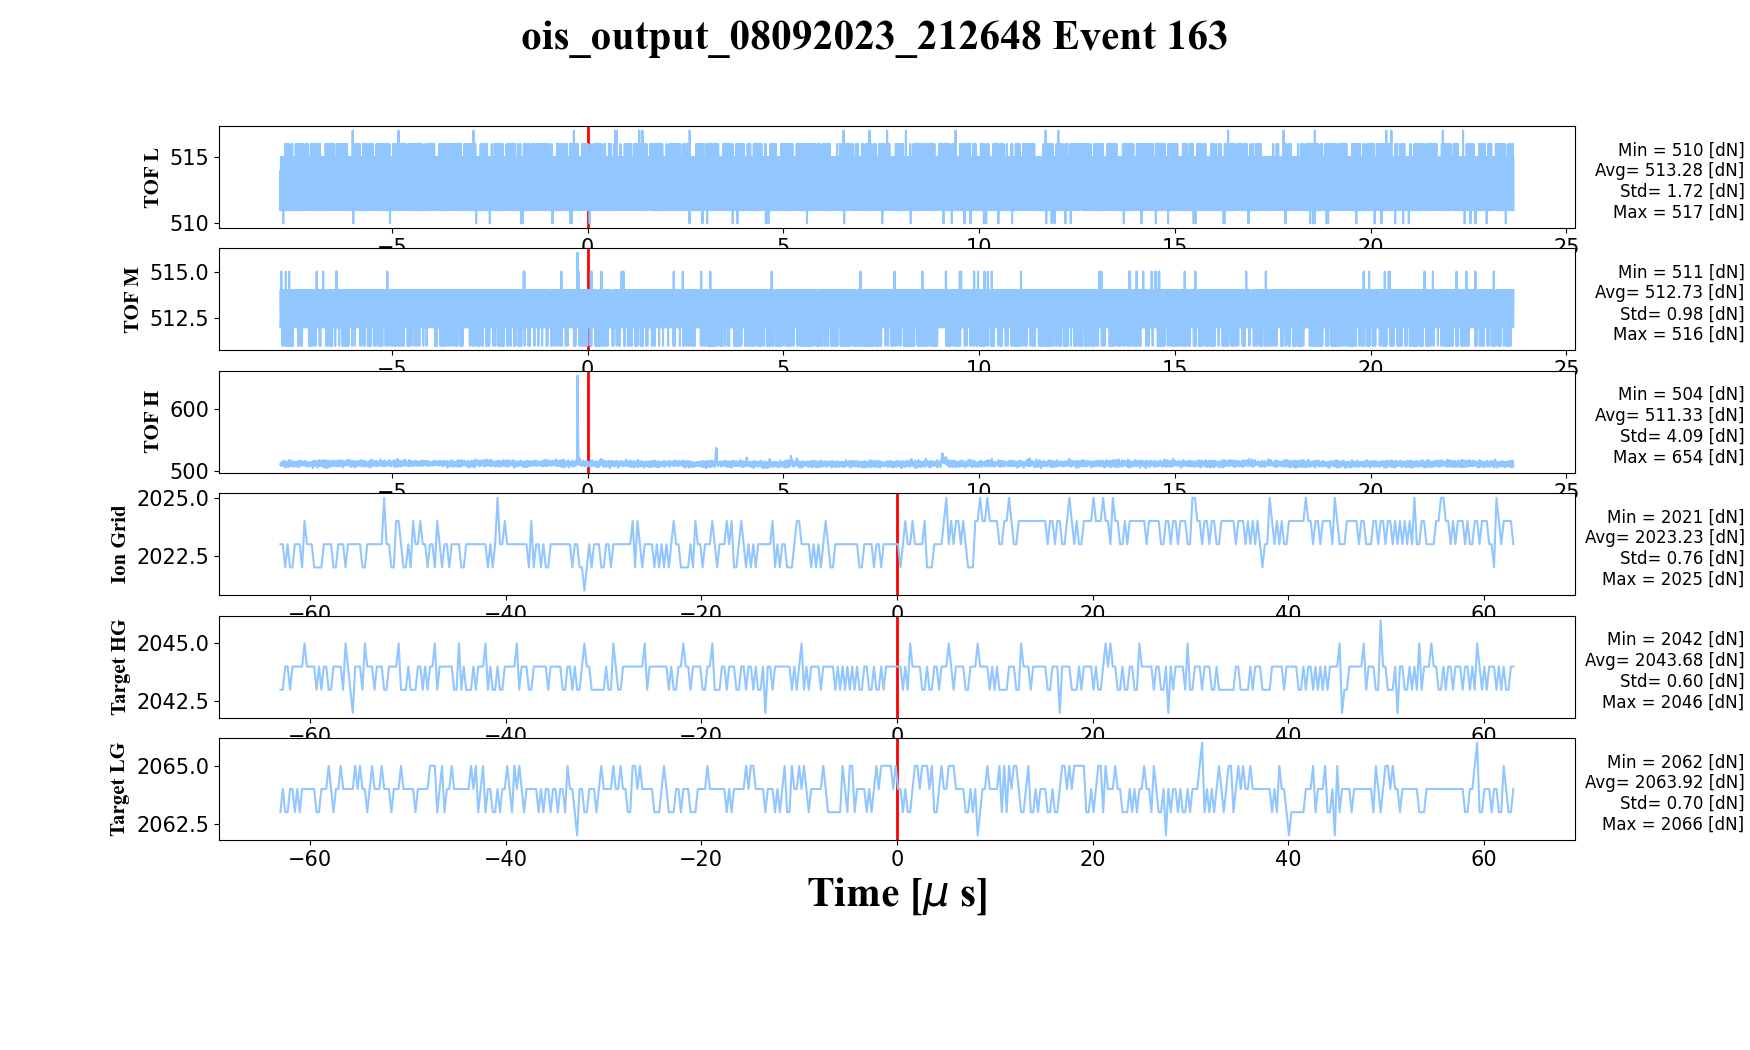 ois_output_08092023_212648 Event 163
TOF L
515
510
−5 0 5 10 15 20 25
Min = 510 [dN]
Avg= 513.28 [dN]
Std= 1.72 [dN]
Max = 517 [dN]
TOF M
515.0
512.5
−5 0 5 10 15 20 25
Min = 511 [dN]
Avg= 512.73 [dN]
Std= 0.98 [dN]
Max = 516 [dN]
TOF H
600
500
−5 0 5 10 15 20 25
Min = 504 [dN]
Avg= 511.33 [dN]
Std= 4.09 [dN]
Max = 654 [dN]
Ion Grid
2025.0
2022.5
−60 −40 −20 0 20 40 60
Min = 2021 [dN]
Avg= 2023.23 [dN]
Std= 0.76 [dN]
Max = 2025 [dN]
Target HG
2045.0
2042.5
−60 −40 −20 0 20 40 60
Min = 2042 [dN]
Avg= 2043.68 [dN]
Std= 0.60 [dN]
Max = 2046 [dN]
Target LG
2065.0
2062.5
−60 −40 −20 0 20 40 60
Min = 2062 [dN]
Avg= 2063.92 [dN]
Std= 0.70 [dN]
Max = 2066 [dN]
Time [μ s]